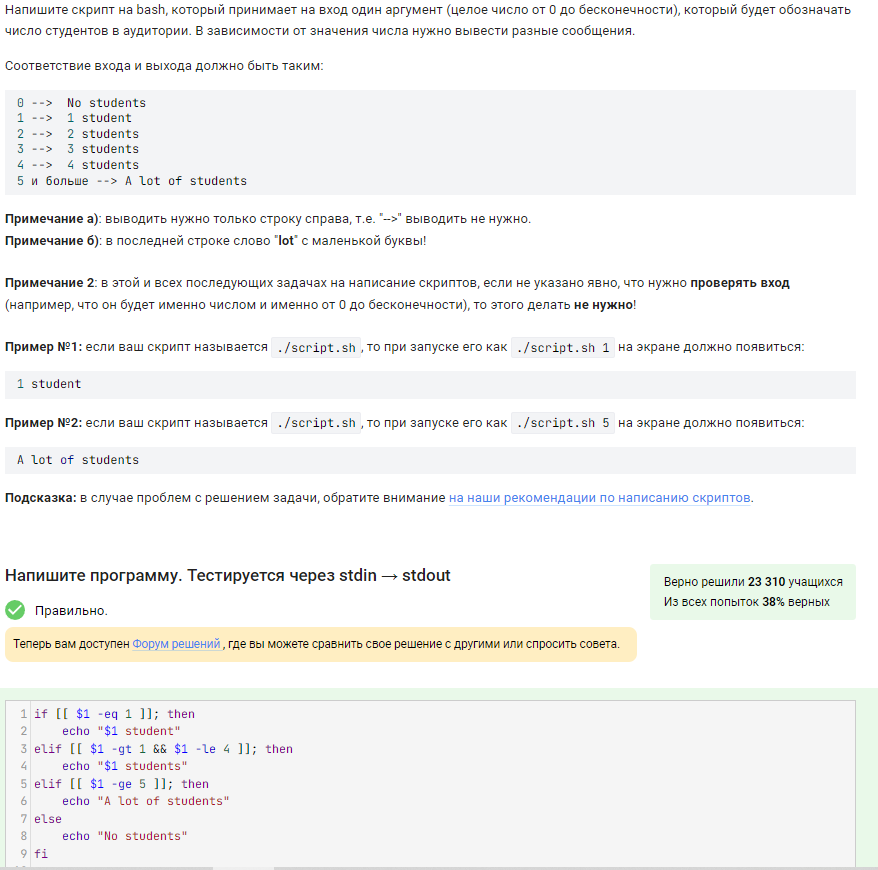 Напишите скрипт на bash, который принимает на вход один аргумент (целое число от 0 до бесконечности), который будет обозначать
число студентов в аудитории. В зависимости от значения числа нужно вывести разные сообщения.
Соответствие входа и выхода должно быть таким:
0 -->  No students
1 -->  1 student
2 -->  2 students
3 -->  3 students
4 -->  4 students
5 и больше --> A lot of students
Примечание а): выводить нужно только строку справа, т.е. "-->" выводить не нужно.
Примечание б): в последней строке слово "lot" с маленькой буквы!
Примечание 2: в этой и всех последующих задачах на написание скриптов, если не указано явно, что нужно проверять вход
(например, что он будет именно числом и именно от 0 до бесконечности), то этого делать не нужно!
Пример №1: если ваш скрипт называется ./script.sh, то при запуске его как ./script.sh 1 на экране должно появиться:
1 student
Пример №2: если ваш скрипт называется ./script.sh, то при запуске его как ./script.sh 5 на экране должно появиться:
A lot of students
Подсказка: в случае проблем с решением задачи, обратите внимание на наши рекомендации по написанию скриптов.
Напишите программу. Тестируется через stdin → stdout
Верно решили 23 310 учащихся
Из всех попыток 38% верных
Правильно.
Теперь вам доступен Форум решений, где вы можете сравнить свое решение с другими или спросить совета.
1 if [[ $1 -eq 1 ]]; then
2     echo "$1 student"
3 elif [[ $1 -gt 1 && $1 -le 4 ]]; then
4     echo "$1 students"
5 elif [[ $1 -ge 5 ]]; then
6     echo "A lot of students"
7 else
8     echo "No students"
9 fi